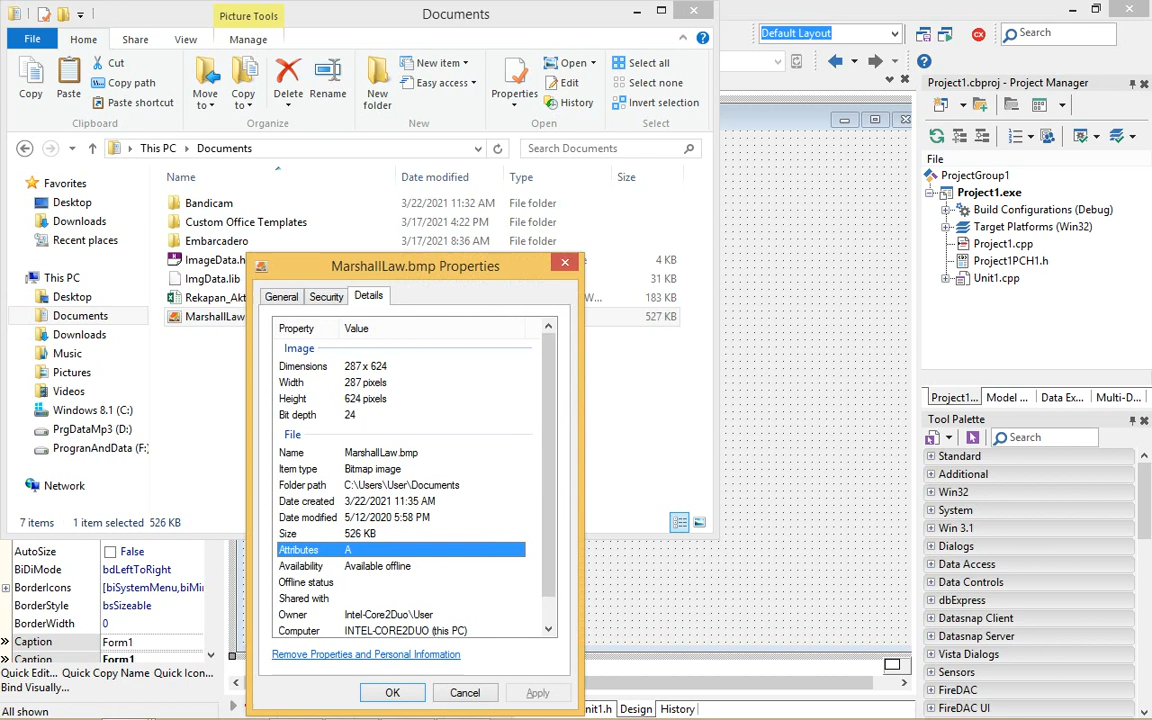 Picture Tools
Documents
File
Home
Share
View
Manage
Copy
Paste
Cut
Copy path
Paste shortcut
Clipboard
Move to
Copy to
Delete
Rename
Organize
New folder
New item
Easy access
New
Properties
Open
Edit
History
Open
Select all
Select none
Invert selection
Select
This PC
Documents
Search Documents
Name
Date modified
Type
Size
Favorites
Desktop
Downloads
Recent places
This PC
Desktop
Documents
Downloads
Music
Pictures
Videos
Windows 8.1 (C:)
PrgDataMp3 (D:)
ProgranAndData (F:)
Network
Bandicam 3/22/2021 11:32 AM File folder
Custom Office Templates 3/17/2021 4:22 PM File folder
Embarcadero 3/17/2021 8:36 AM File folder
ImageData.h 4 KB
ImgData.lib 31 KB
Rekapan_Akt W... 183 KB
MarshallLaw 527 KB
7 items 1 item selected 526 KB
MarshallLaw.bmp Properties
General
Security
Details
Property Value
Image
Dimensions 287 x 624
Width 287 pixels
Height 624 pixels
Bit depth 24
File
Name MarshallLaw.bmp
Item type Bitmap image
Folder path C:\Users\User\Documents
Date created 3/22/2021 11:35 AM
Date modified 5/12/2020 5:58 PM
Size 526 KB
Attributes A
Availability Available offline
Offline status
Shared with
Owner Intel-Core2Duo\User
Computer INTEL-CORE2DUO (this PC)
Remove Properties and Personal Information
OK
Cancel
Apply
AutoSize False
BiDiMode bdLeftToRight
BorderIcons [biSystemMenu,biMi
BorderStyle bsSizeable
BorderWidth 0
Caption Form1
Caption Form1
Quick Edit... Quick Copy Name Quick Icon...
Bind Visually...
All shown
Default Layout
CX
Search
Project1.cbproj - Project Manager
File
ProjectGroup1
Project1.exe
Build Configurations (Debug)
Target Platforms (Win32)
Project1.cpp
Project1PCH1.h
Unit1.cpp
Project1...
Model ...
Data Ex...
Multi-D...
Tool Palette
Search
Standard
Additional
Win32
System
Win 3.1
Dialogs
Data Access
Data Controls
dbExpress
Datasnap Client
Datasnap Server
Vista Dialogs
Sensors
FireDAC
FireDAC UI
nit1.h
Design
History